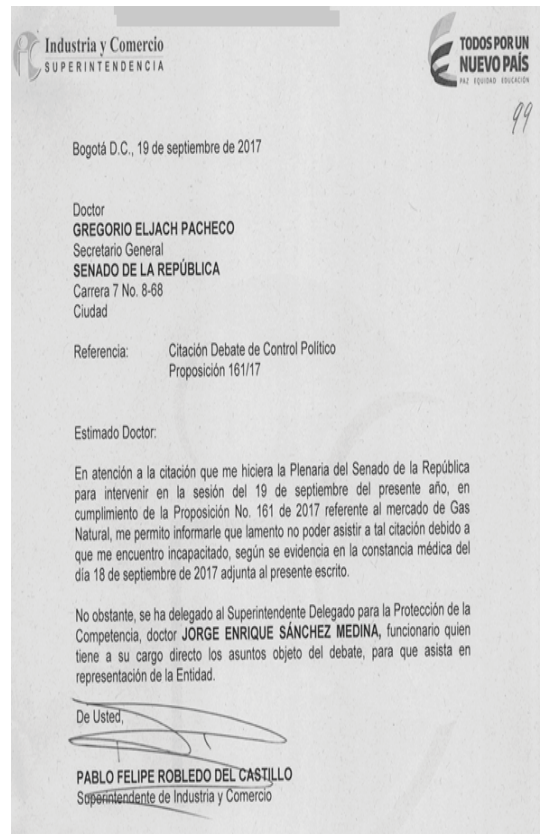 Industria y Comercio
SUPERINTENDENCIA
TODOS POR UN
NUEVO PAÍS
PAZ EQUIDAD EDUCACIÓN
99
Bogotá D.C., 19 de septiembre de 2017
Doctor
GREGORIO ELJACH PACHECO
Secretario General
SENADO DE LA REPÚBLICA
Carrera 7 No. 8-68
Ciudad
Referencia: Citación Debate de Control Político
Proposición 161/17
Estimado Doctor:
En atención a la citación que me hiciera la Plenaria del Senado de la República
para intervenir en la sesión del 19 de septiembre del presente año, en
cumplimiento de la Proposición No. 161 de 2017 referente al mercado de Gas
Natural, me permito informarle que lamento no poder asistir a tal citación debido a
que me encuentro incapacitado, según se evidencia en la constancia médica del
día 18 de septiembre de 2017 adjunta al presente escrito.
No obstante, se ha delegado al Superintendente Delegado para la Protección de la
Competencia, doctor JORGE ENRIQUE SÁNCHEZ MEDINA, funcionario quien
tiene a su cargo directo los asuntos objeto del debate, para que asista en
representación de la Entidad.
De Usted,
PABLO FELIPE ROBLEDO DEL CASTILLO
Superintendente de Industria y Comercio